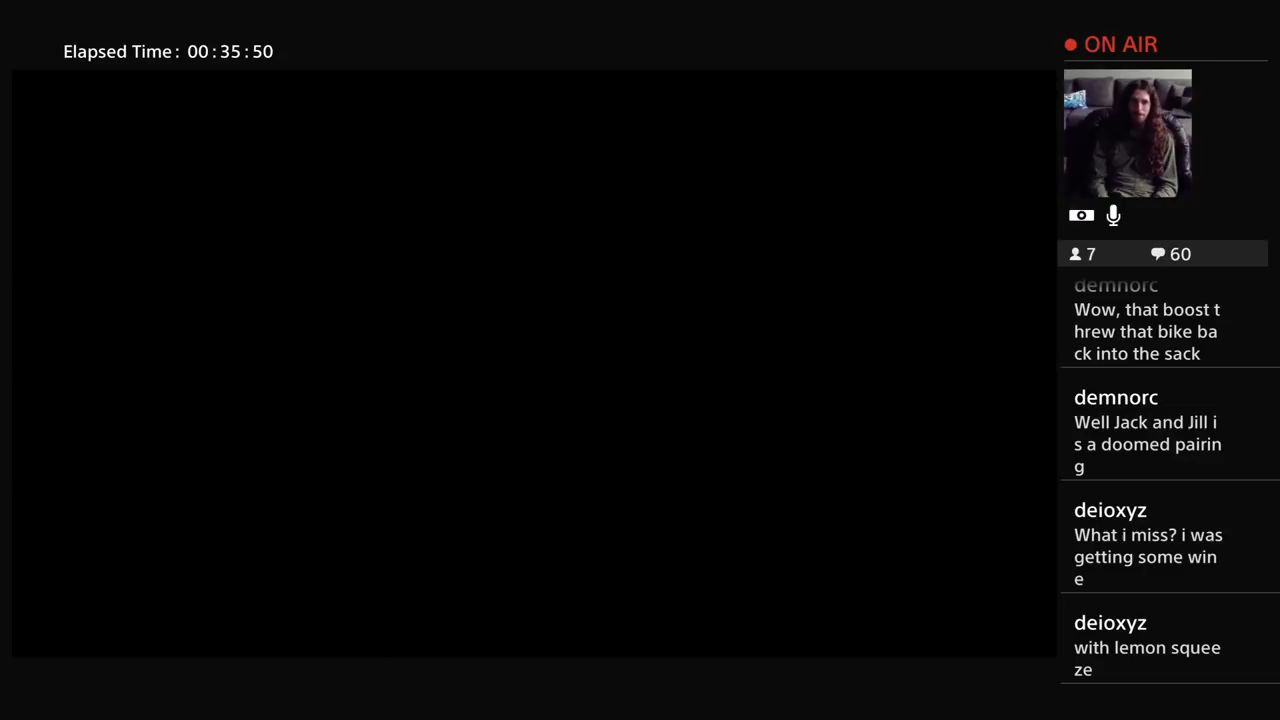 Elapsed Time: 00:35:50
ON AIR
7
60
demnorc
Wow, that boost t
hrew that bike ba
ck into the sack
demnorc
Well Jack and Jill i
s a doomed pairin
g
deioxyz
What i miss? i was
getting some win
e
deioxyz
with lemon squee
ze